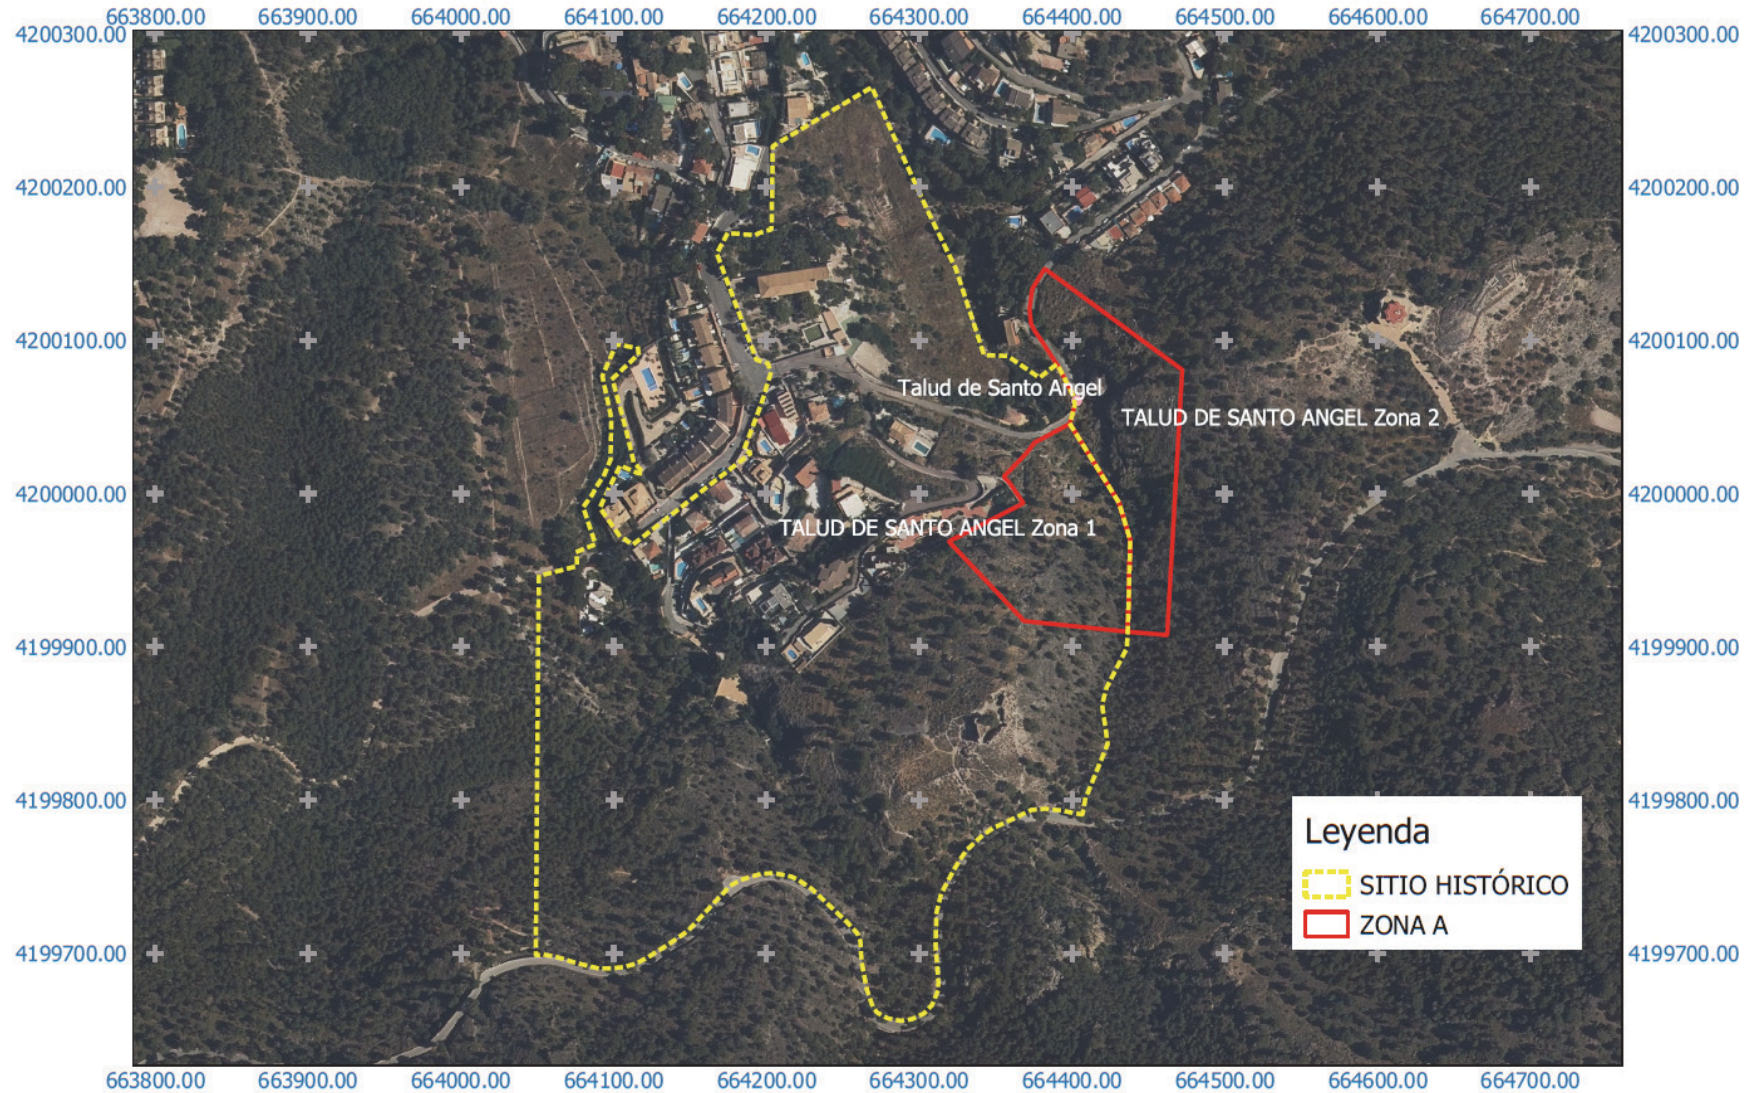 663800.00 663900.00 664000.00 664100.00 664200.00 664300.00 664400.00 664500.00 664600.00 664700.00
4200300.00 4200300.00
4200200.00 4200200.00
4200100.00 4200100.00
Talud de Santo Angel
TALUD DE SANTO ANGEL Zona 2
4200000.00 4200000.00
TALUD DE SANTO ANGEL Zona 1
4199900.00 4199900.00
4199800.00 4199800.00
Leyenda
SITIO HISTÓRICO
ZONA A
4199700.00 4199700.00
663800.00 663900.00 664000.00 664100.00 664200.00 664300.00 664400.00 664500.00 664600.00 664700.00